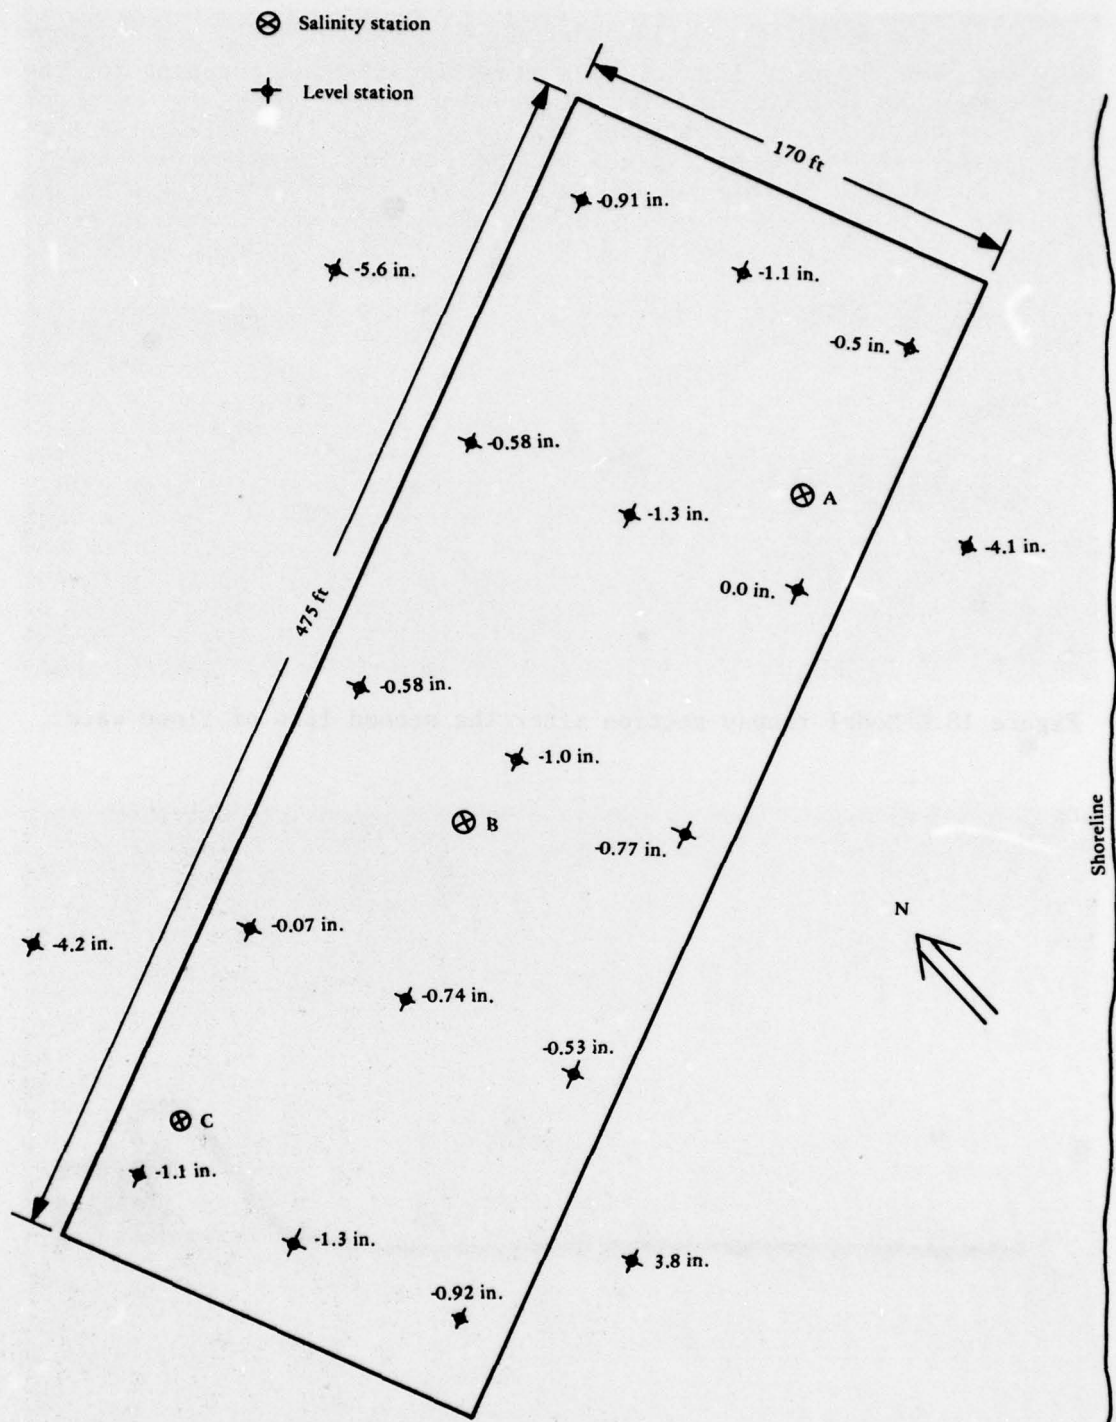 Salinity station
Level station
170 ft
-0.91 in.
-5.6 in.
-1.1 in.
-0.5 in.
-0.58 in.
A
-1.3 in.
-4.1 in.
0.0 in.
475 ft
-0.58 in.
-1.0 in.
B
-0.77 in.
Shoreline
N
-0.07 in.
-4.2 in.
-0.74 in.
-0.53 in.
C
-1.1 in.
-1.3 in.
3.8 in.
-0.92 in.